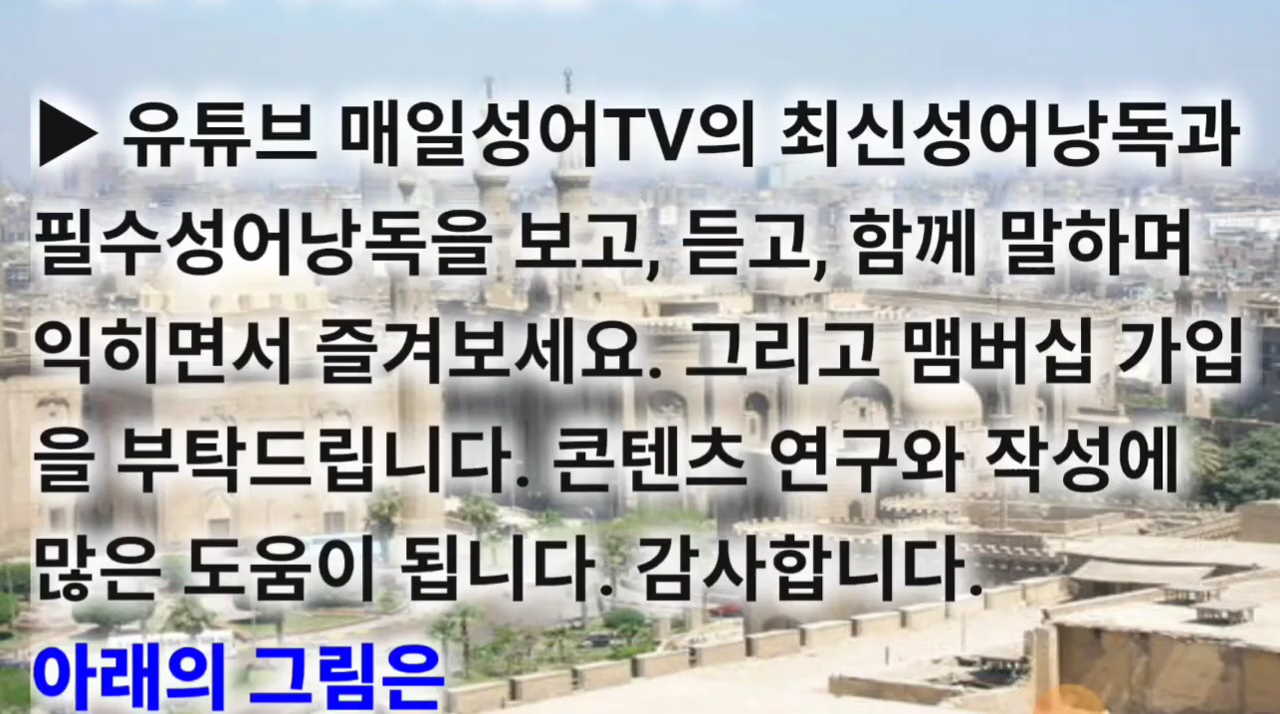 ▶ 유튜브 매일성어TV의 최신성어낭독과
필수성어낭독을 보고, 듣고, 함께 말하며
익히면서 즐겨보세요. 그리고 맴버십 가입
을 부탁드립니다. 콘텐츠 연구와 작성에
많은 도움이 됩니다. 감사합니다.
아래의 그림은